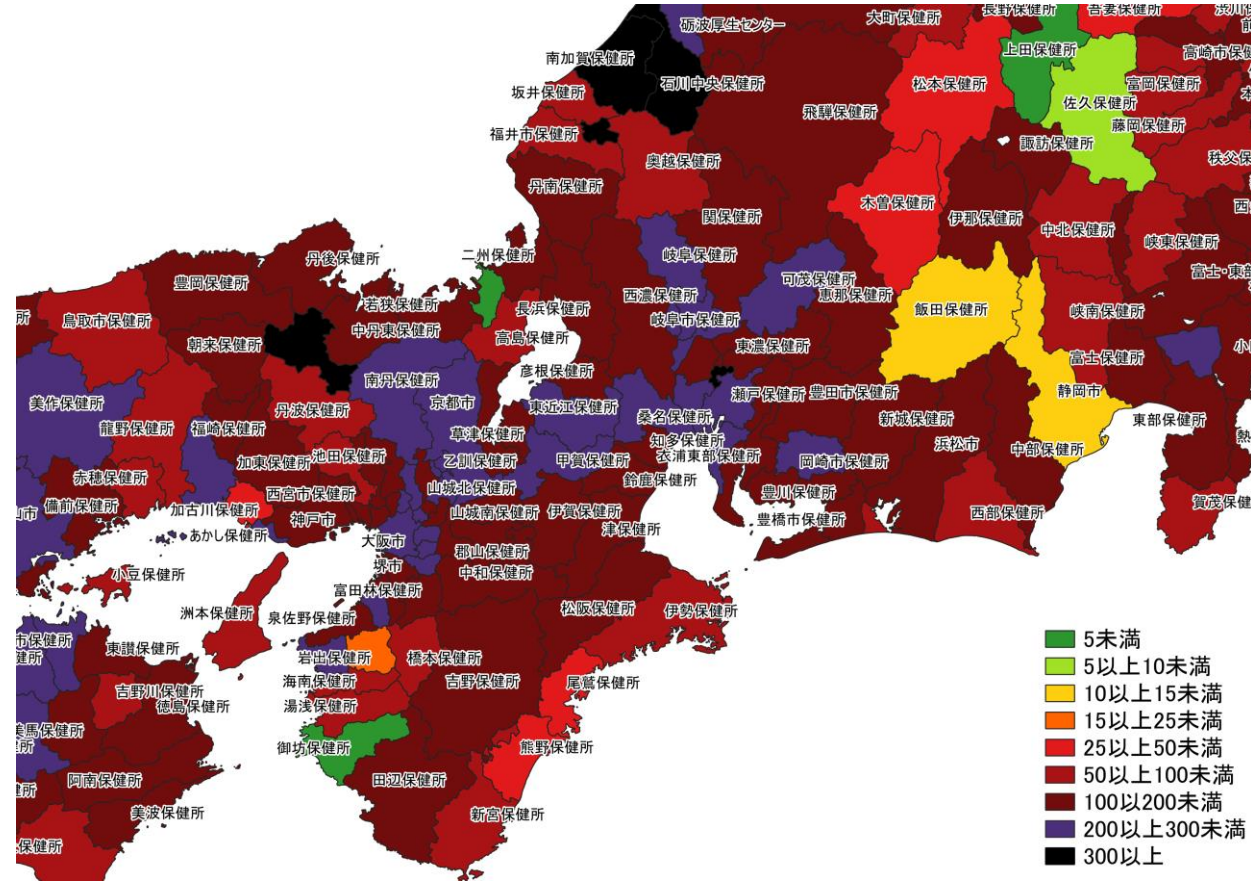 砺波厚生センター
大町保健所
長野保健所
吾妻保健所
渋川保
南加賀保健所
上田保健所
高崎市保健
石川中央保健所
坂井保健所
松本保健所
富岡保健所
佐久保健所
飛騨保健所
藤岡保健所
福井市保健所
諏訪保健所
奥越保健所
秩父保
丹南保健所
木曽保健所
関保健所
伊那保健所
中北保健所
峡東保健所
二州保健所
岐阜保健所
丹後保健所
可茂保健所
富士・東部
豊岡保健所
若狭保健所
西濃保健所
恵那保健所
長浜保健所
飯田保健所
峡南保健所
鳥取市保健所
岐阜市保健所
中丹東保健所
高島保健所
朝来保健所
東濃保健所
富士保健所
彦根保健所
南丹保健所
静岡市
瀬戸保健所
豊田市保健所
美作保健所
京都市
東近江保健所
丹波保健所
桑名保健所
新城保健所
東部保健所
龍野保健所
福崎保健所
草津保健所
知多保健所
浜松市
中部保健所
池田保健所
乙訓保健所
甲賀保健所
衣浦東部保健所
岡崎市保健所
加東保健所
赤穂保健所
鈴鹿保健所
山城北保健所
西宮市保健所
豊川保健所
備前保健所
加古川保健所
神戸市
山城南保健所
伊賀保健所
西部保健所
賀茂保健
山市
豊橋市保健所
津保健所
あかし保健所
大阪市
郡山保健所
堺市
中和保健所
小豆保健所
富田林保健所
洲本保健所
松阪保健所
伊勢保健所
泉佐野保健所
市保健所
東讃保健所
岩出保健所
橋本保健所
海南保健所
吉野保健所
尾鷲保健所
吉野川保健所
徳島保健所
湯浅保健所
美馬保健所
御坊保健所
熊野保健所
阿南保健所
田辺保健所
美波保健所
新宮保健所
保健所
5未満
5以上10未満
10以上15未満
15以上25未満
25以上50未満
50以上100未満
100以200未満
200以上300未満
300以上